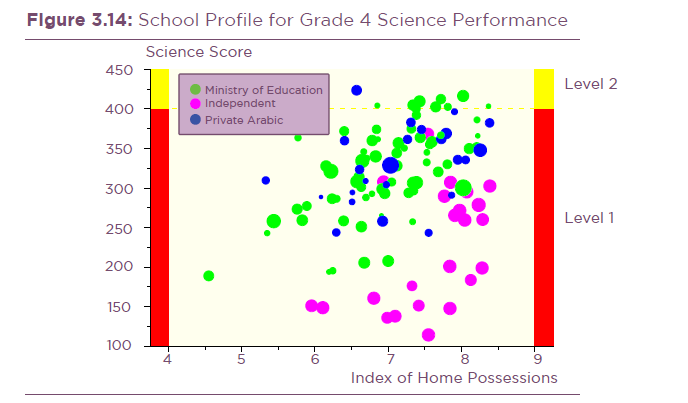 Figure 3.14: School Profile for Grade 4 Science Performance
Science Score
450
400
350
300
250
200
150
100
Ministry of Education
Independent
Private Arabic
Level 2
Level 1
4 5 6 7 8 9
Index of Home Possessions